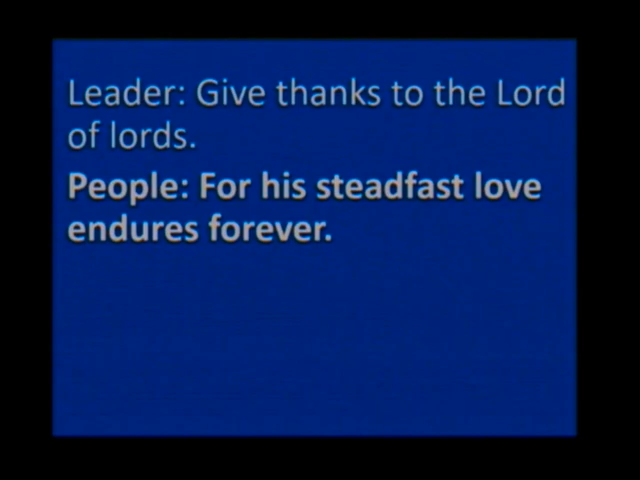 Leader: Give thanks to the Lord
of lords.
People: For his steadfast love
endures forever.